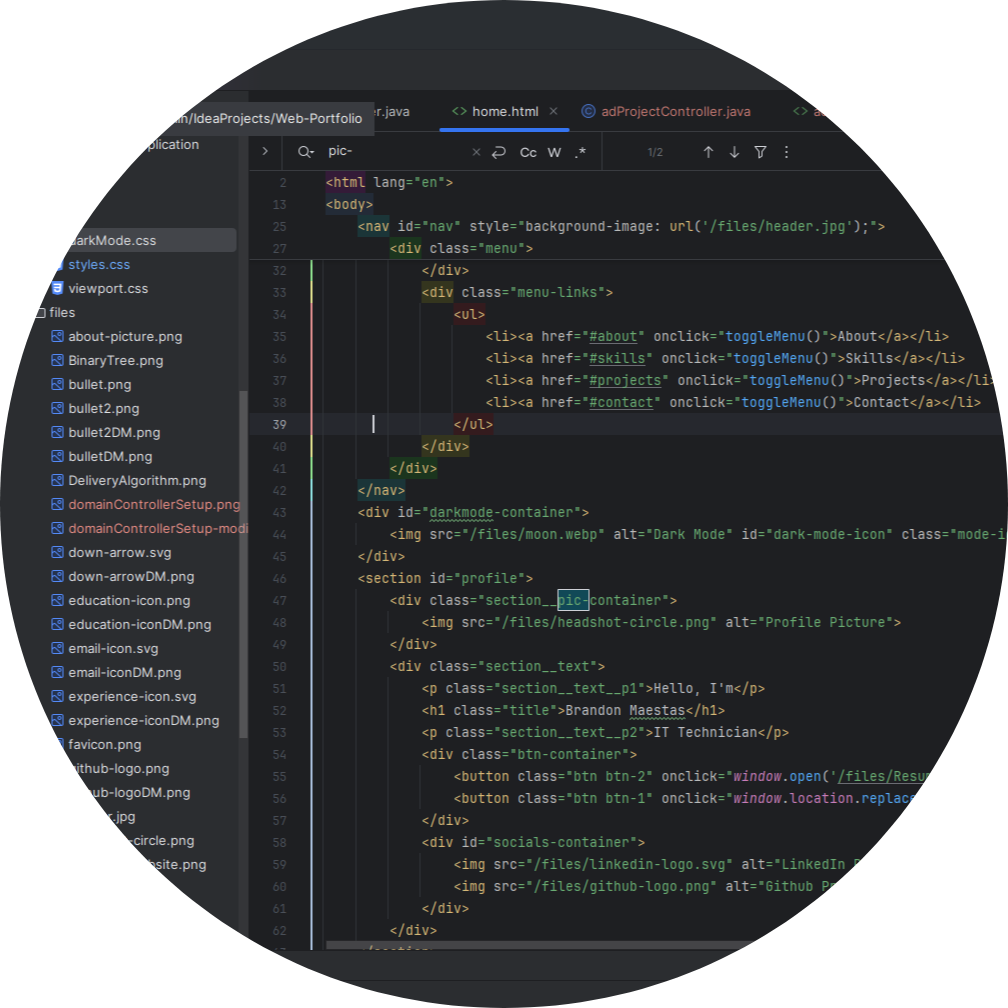 er.java <> home.html × © adProjectController.java <>
in/IdeaProjects/Web-Portfolio
plication
pic- × Cc W .* 1/2
darkMode.css
styles.css
viewport.css
files
about-picture.png
BinaryTree.png
bullet.png
bullet2.png
bullet2DM.png
bulletDM.png
DeliveryAlgorithm.png
domainControllerSetup.png
domainControllerSetup-modi
down-arrow.svg
down-arrowDM.png
education-icon.png
education-iconDM.png
email-icon.svg
email-iconDM.png
experience-icon.svg
experience-iconDM.png
favicon.png
github-logo.png
ub-logoDM.png
r.jpg
-circle.png
bsite.png
2 <html lang="en">
13 <body>
25 <nav id="nav" style="background-image: url('/files/header.jpg');">
27 <div class="menu">
32 </div>
33 <div class="menu-links">
34 <ul>
35 <li><a href="#about" onclick="toggleMenu()">About</a></li>
36 <li><a href="#skills" onclick="toggleMenu()">Skills</a></li>
37 <li><a href="#projects" onclick="toggleMenu()">Projects</a></li>
38 <li><a href="#contact" onclick="toggleMenu()">Contact</a></li>
39 </ul>
40 </div>
41 </div>
42 </nav>
43 <div id="darkmode-container">
44 <img src="/files/moon.webp" alt="Dark Mode" id="dark-mode-icon" class="mode-i
45 </div>
46 <section id="profile">
47 <div class="section__pic-container">
48 <img src="/files/headshot-circle.png" alt="Profile Picture">
49 </div>
50 <div class="section__text">
51 <p class="section__text__p1">Hello, I'm</p>
52 <h1 class="title">Brandon Maestas</h1>
53 <p class="section__text__p2">IT Technician</p>
54 <div class="btn-container">
55 <button class="btn btn-2" onclick="window.open('/files/Resu
56 <button class="btn btn-1" onclick="window.location.replace
57 </div>
58 <div id="socials-container">
59 <img src="/files/linkedin-logo.svg" alt="LinkedIn P
60 <img src="/files/github-logo.png" alt="Github Pr
61 </div>
62 </div>